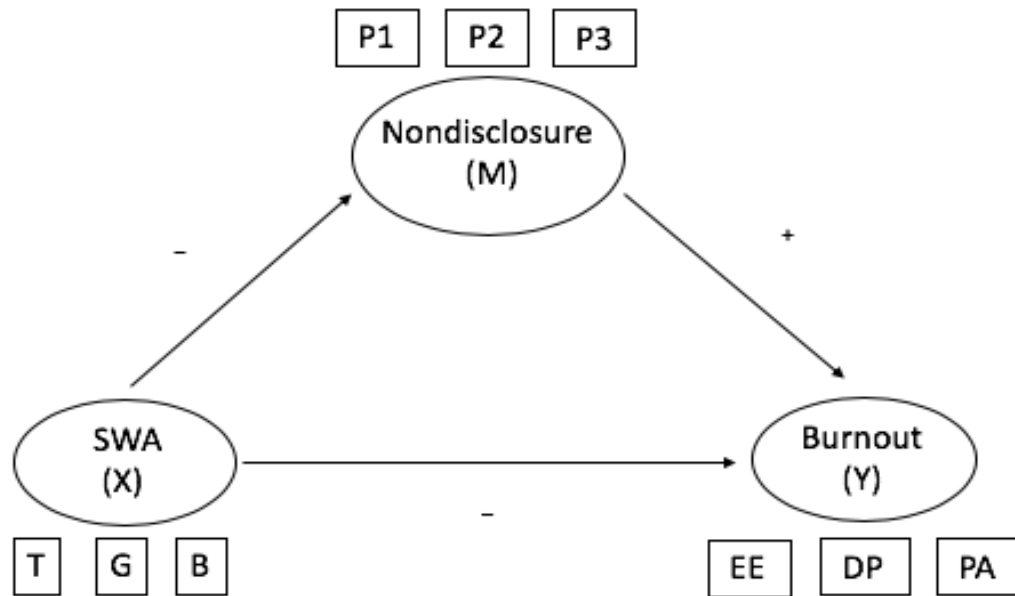 P1 P2 P3
Nondisclosure
(M)
–
+
SWA
(X)
Burnout
(Y)
–
T G B
EE DP PA